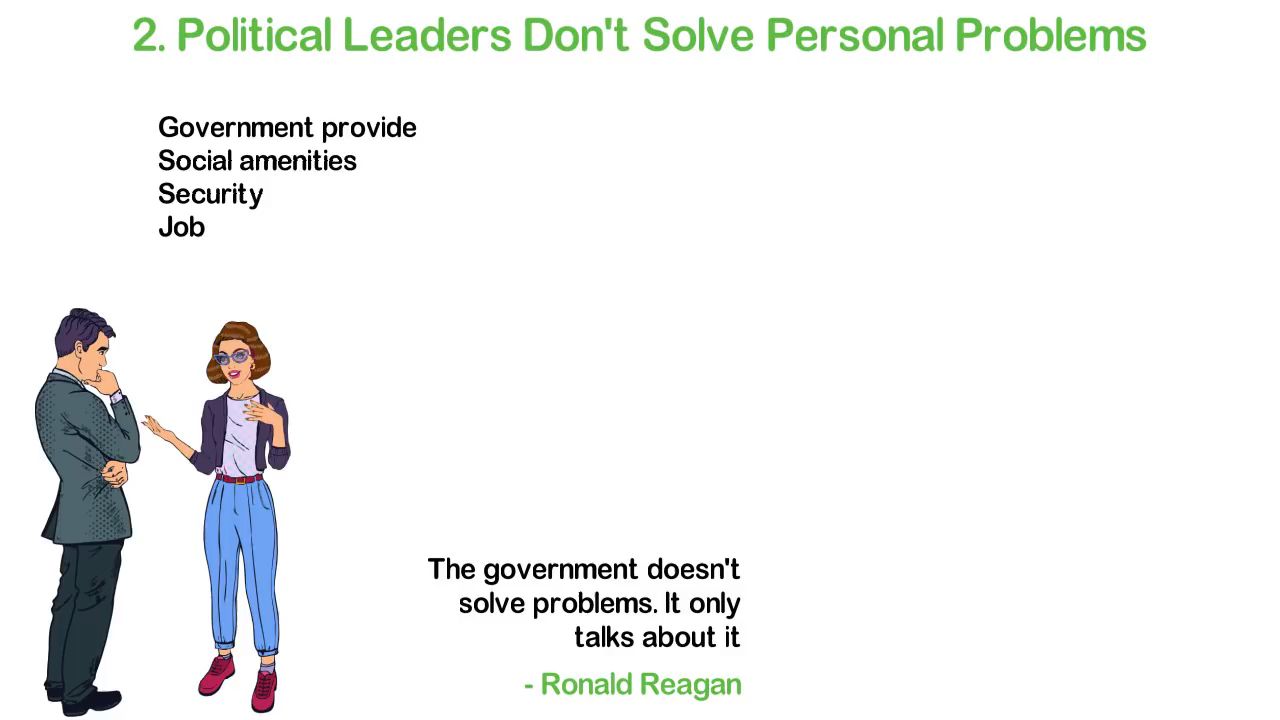 2. Political Leaders Don't Solve Personal Problems
Government provide
Social amenities
Security
Job
The government doesn't
solve problems. It only
talks about it
- Ronald Reagan